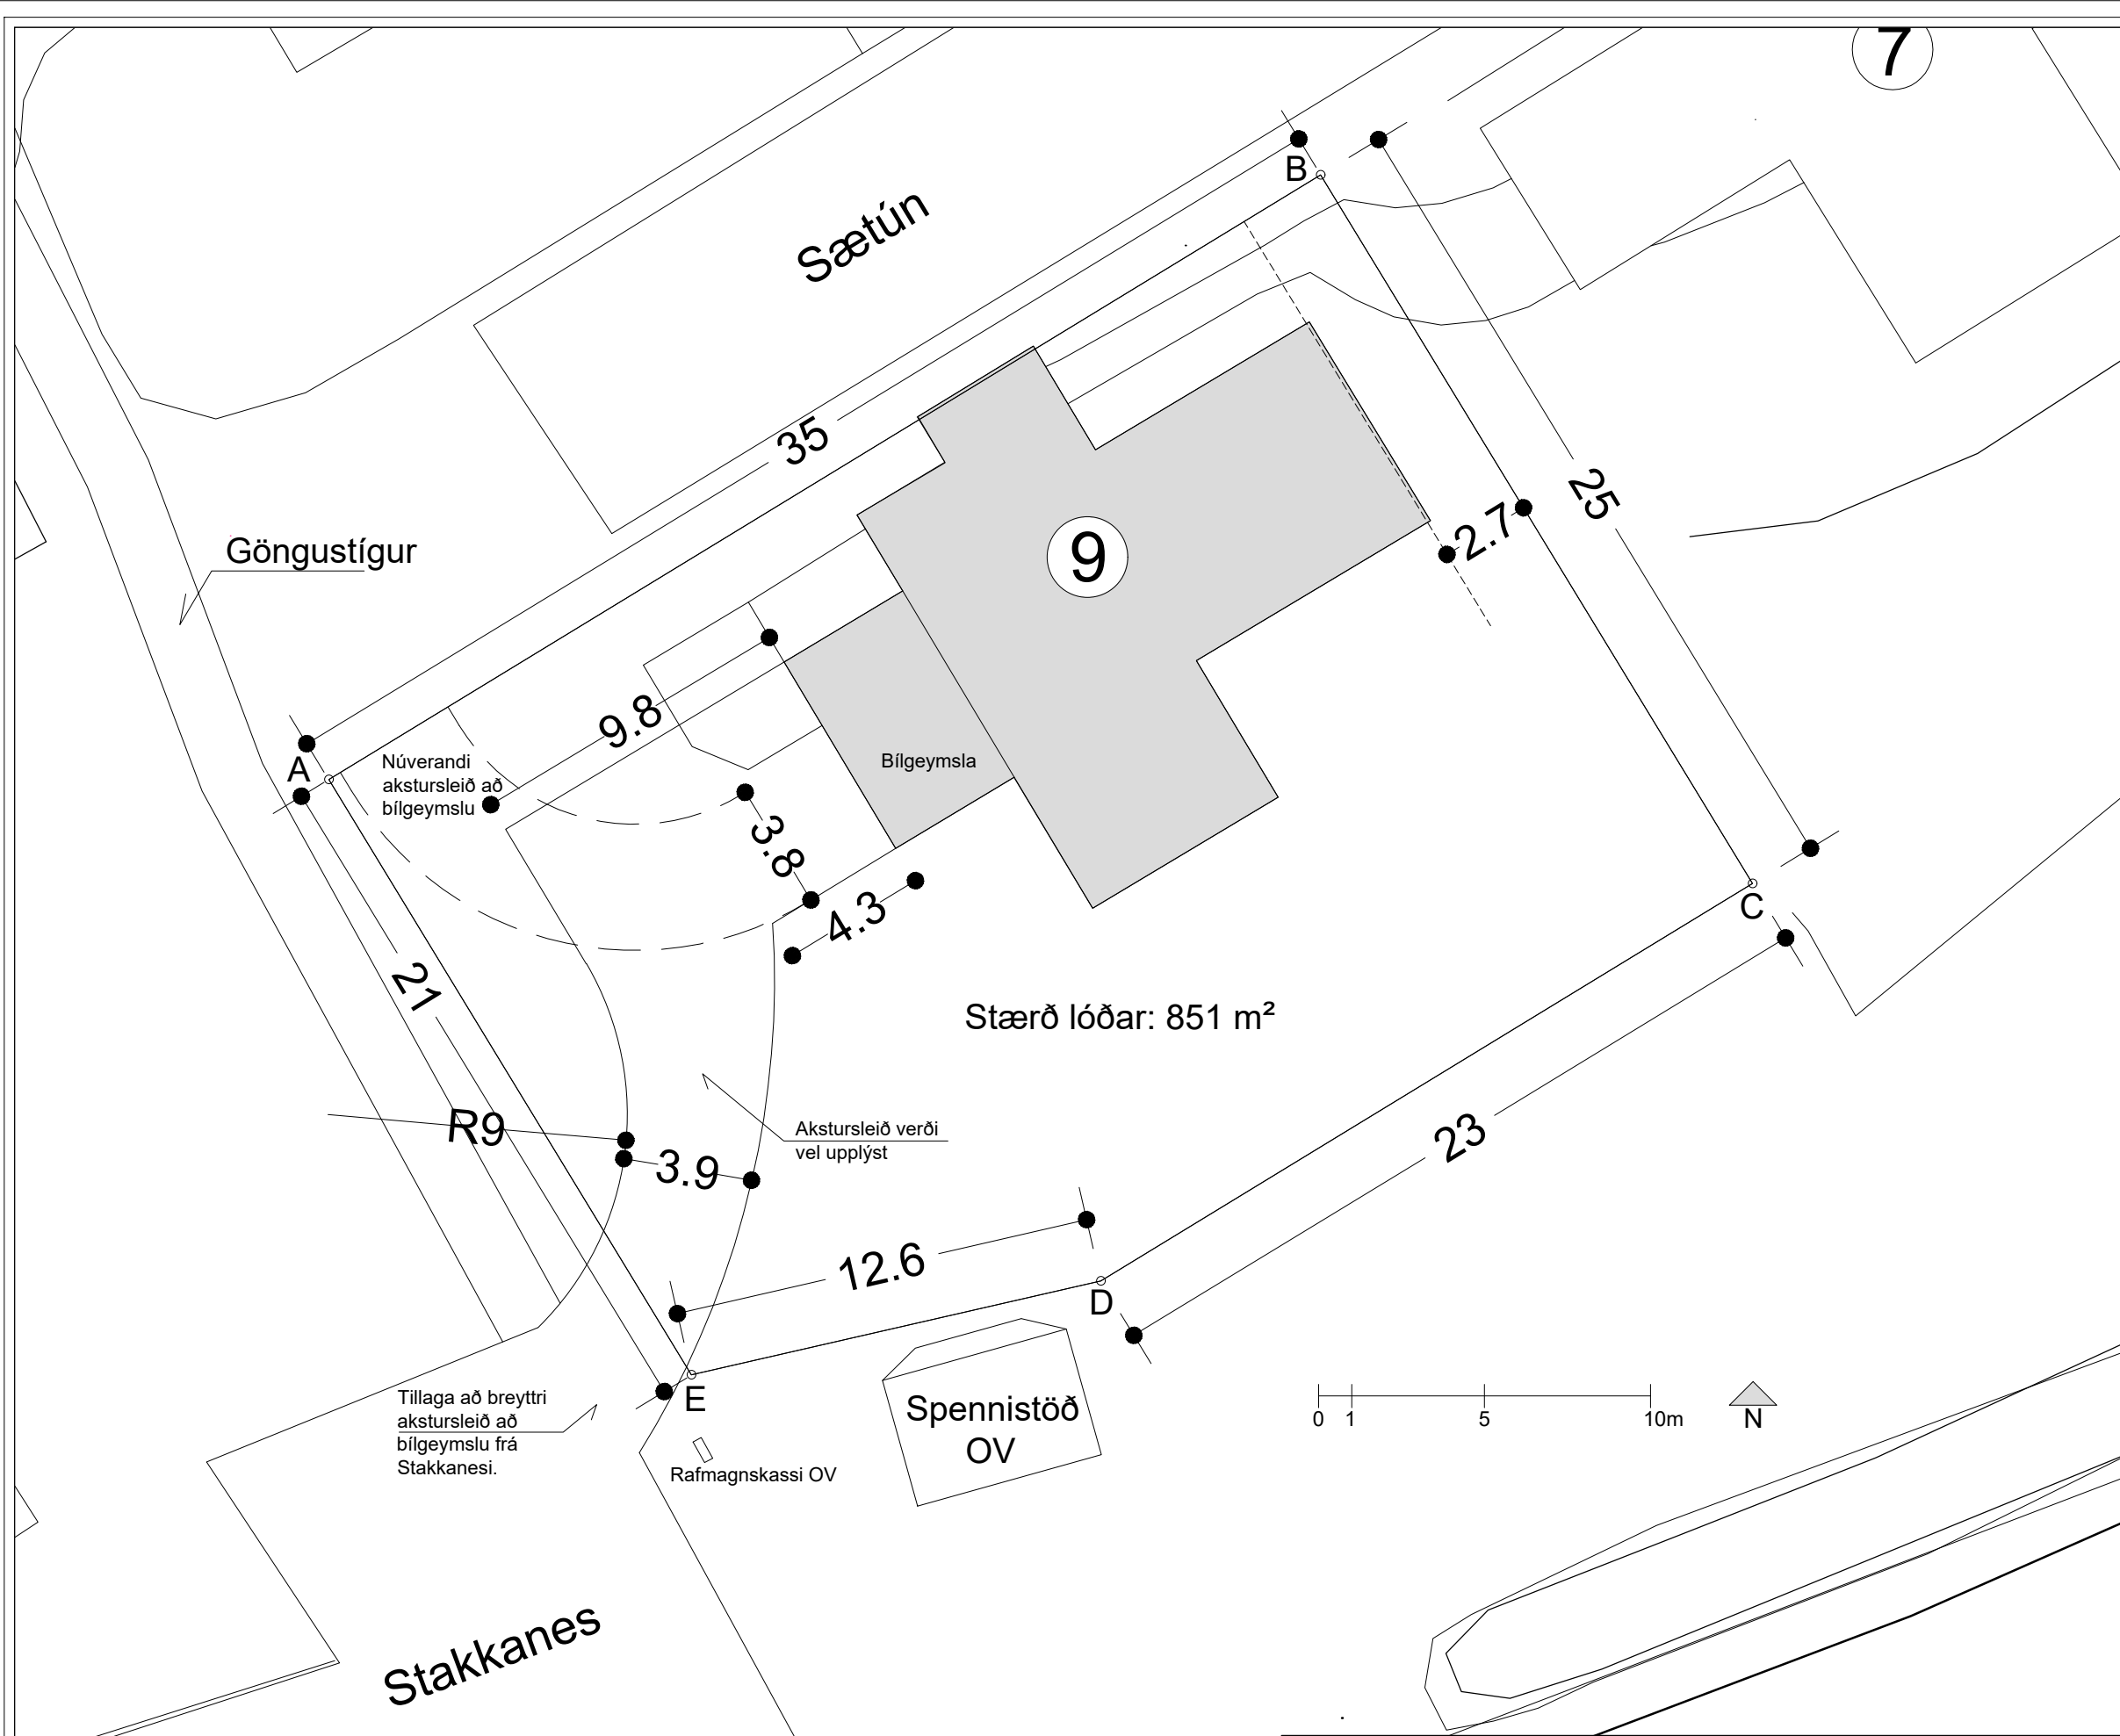 7
B
Sætún
35
25
2.7
Göngustígur
9
9.8
A
Núverandi
akstursleið að
bílgeymslu
Bílgeymsla
3.8
4.3
C
21
Stærð lóðar: 851 m²
R9
Akstursleið verði
vel upplýst
3.9
23
12.6
D
E
Tillaga að breyttri
akstursleið að
bílgeymslu frá
Stakkanesi.
Spennistöð
OV
0 1 5 10m
N
Rafmagnskassi OV
Stakkanes